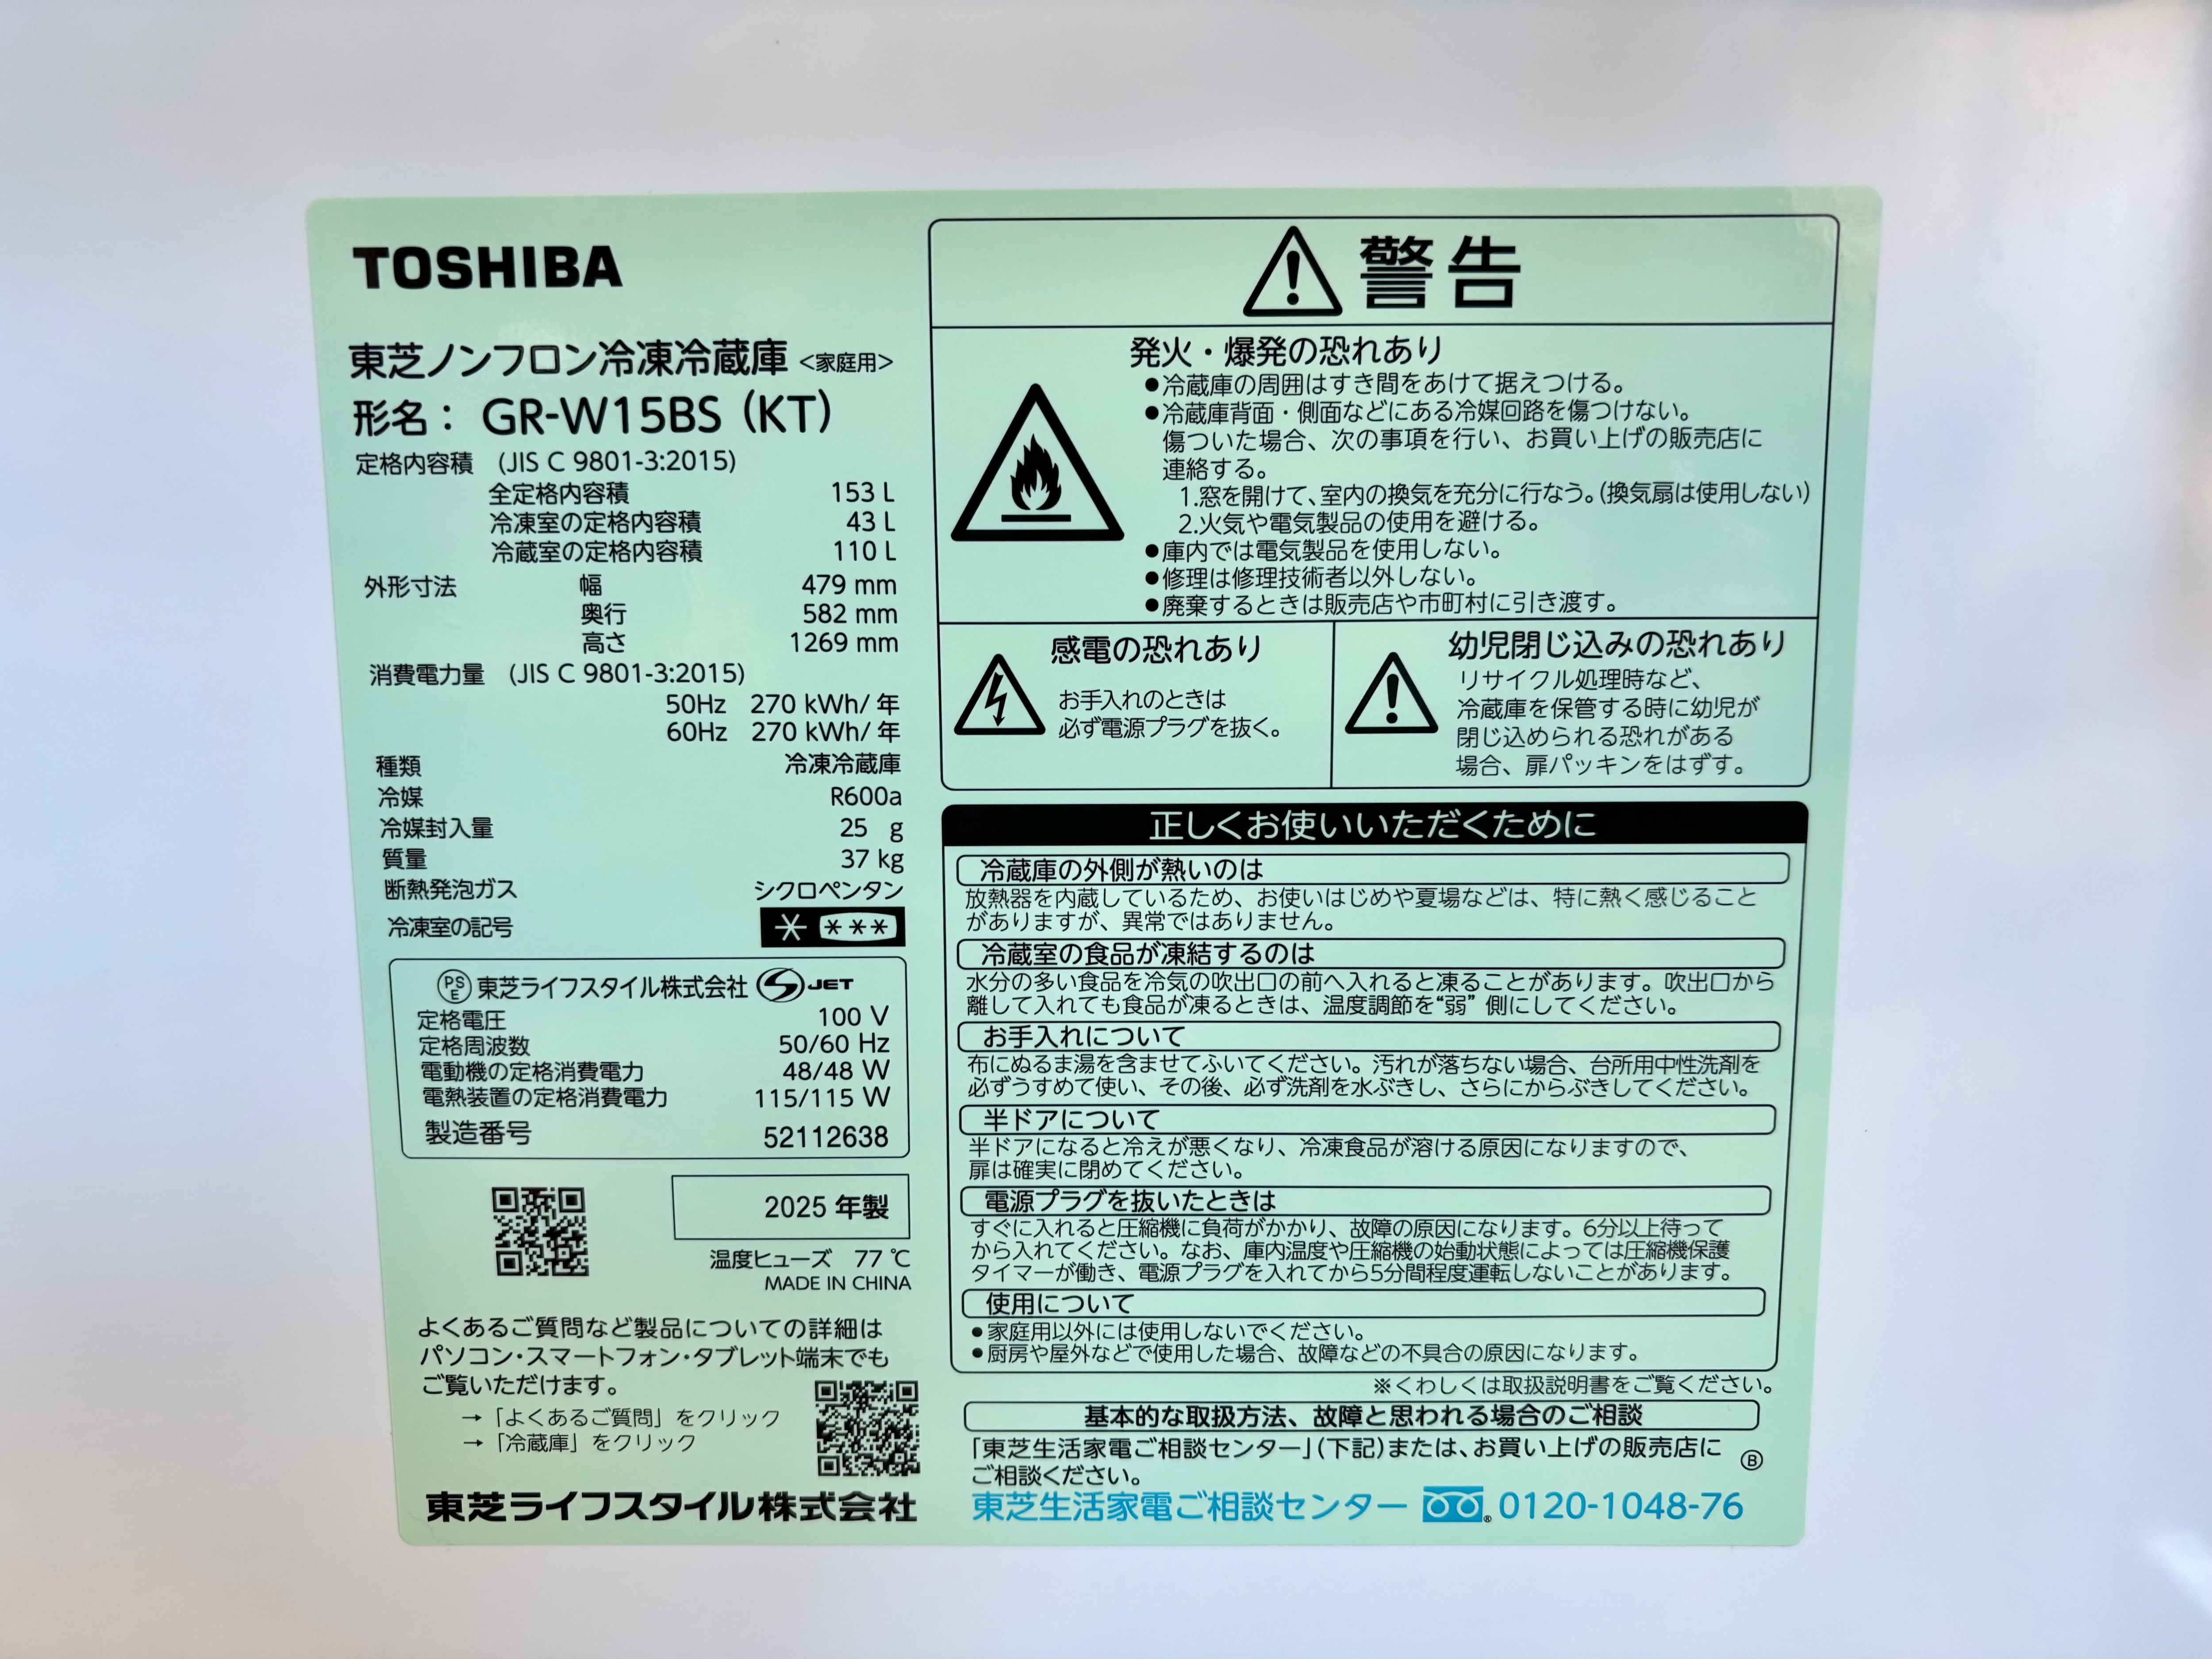 TOSHIBA
東芝ノンフロン冷凍冷蔵庫 <家庭用>
形名: GR-W15BS (KT)
定格内容積 (JIS C 9801-3:2015)
全定格内容積 153 L
冷凍室の定格内容積 43 L
冷蔵室の定格内容積 110 L
外形寸法 幅 479 mm
奥行 582 mm
高さ 1269 mm
消費電力量 (JIS C 9801-3:2015)
50Hz 270 kWh/年
60Hz 270 kWh/年
種類 冷凍冷蔵庫
冷媒 R600a
冷媒封入量 25 g
質量 37 kg
断熱発泡ガス シクロペンタン
冷凍室の記号 * ***
PSE 東芝ライフスタイル株式会社 S JET
定格電圧 100 V
定格周波数 50/60 Hz
電動機の定格消費電力 48/48 W
電熱装置の定格消費電力 115/115 W
製造番号 52112638
2025 年製
温度ヒューズ 77 ℃
MADE IN CHINA
よくあるご質問など製品についての詳細は
パソコン・スマートフォン・タブレット端末でも
ご覧いただけます。
→「よくあるご質問」をクリック
→「冷蔵庫」をクリック
東芝ライフスタイル株式会社
警告
発火・爆発の恐れあり
●冷蔵庫の周囲はすき間をあけて据えつける。
●冷蔵庫背面・側面などにある冷媒回路を傷つけない。
傷ついた場合、次の事項を行い、お買い上げの販売店に
連絡する。
1.窓を開けて、室内の換気を充分に行なう。(換気扇は使用しない)
2.火気や電気製品の使用を避ける。
●庫内では電気製品を使用しない。
●修理は修理技術者以外しない。
●廃棄するときは販売店や市町村に引き渡す。
感電の恐れあり
お手入れのときは
必ず電源プラグを抜く。
幼児閉じ込みの恐れあり
リサイクル処理時など、
冷蔵庫を保管する時に幼児が
閉じ込められる恐れがある
場合、扉パッキンをはずす。
正しくお使いいただくために
冷蔵庫の外側が熱いのは
放熱器を内蔵しているため、お使いはじめや夏場などは、特に熱く感じること
がありますが、異常ではありません。
冷蔵室の食品が凍結するのは
水分の多い食品を冷気の吹出口の前へ入れると凍ることがあります。吹出口から
離して入れても食品が凍るときは、温度調節を“弱”側にしてください。
お手入れについて
布にぬるま湯を含ませてふいてください。汚れが落ちない場合、台所用中性洗剤を
必ずうすめて使い、その後、必ず洗剤を水ぶきし、さらにからぶきしてください。
半ドアについて
半ドアになると冷えが悪くなり、冷凍食品が溶ける原因になりますので、
扉は確実に閉めてください。
電源プラグを抜いたときは
すぐに入れると圧縮機に負荷がかかり、故障の原因になります。6分以上待って
から入れてください。なお、庫内温度や圧縮機の始動状態によっては圧縮機保護
タイマーが働き、電源プラグを入れてから5分間程度運転しないことがあります。
使用について
●家庭用以外には使用しないでください。
●厨房や屋外などで使用した場合、故障などの不具合の原因になります。
※くわしくは取扱説明書をご覧ください。
基本的な取扱方法、故障と思われる場合のご相談
「東芝生活家電ご相談センター」(下記)または、お買い上げの販売店に
ご相談ください。
Ⓑ
東芝生活家電ご相談センター 0120-1048-76